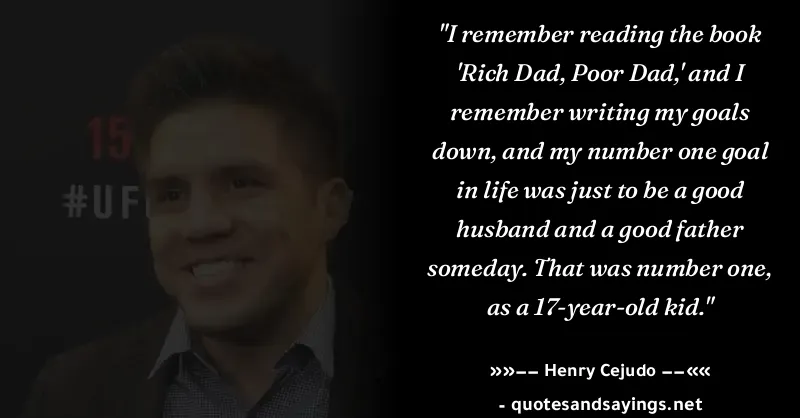 15
#UF
"I remember reading the book
'Rich Dad, Poor Dad,' and I
remember writing my goals
down, and my number one goal
in life was just to be a good
husband and a good father
someday. That was number one,
as a 17-year-old kid."
»»–– Henry Cejudo ––««
- quotesandsayings.net